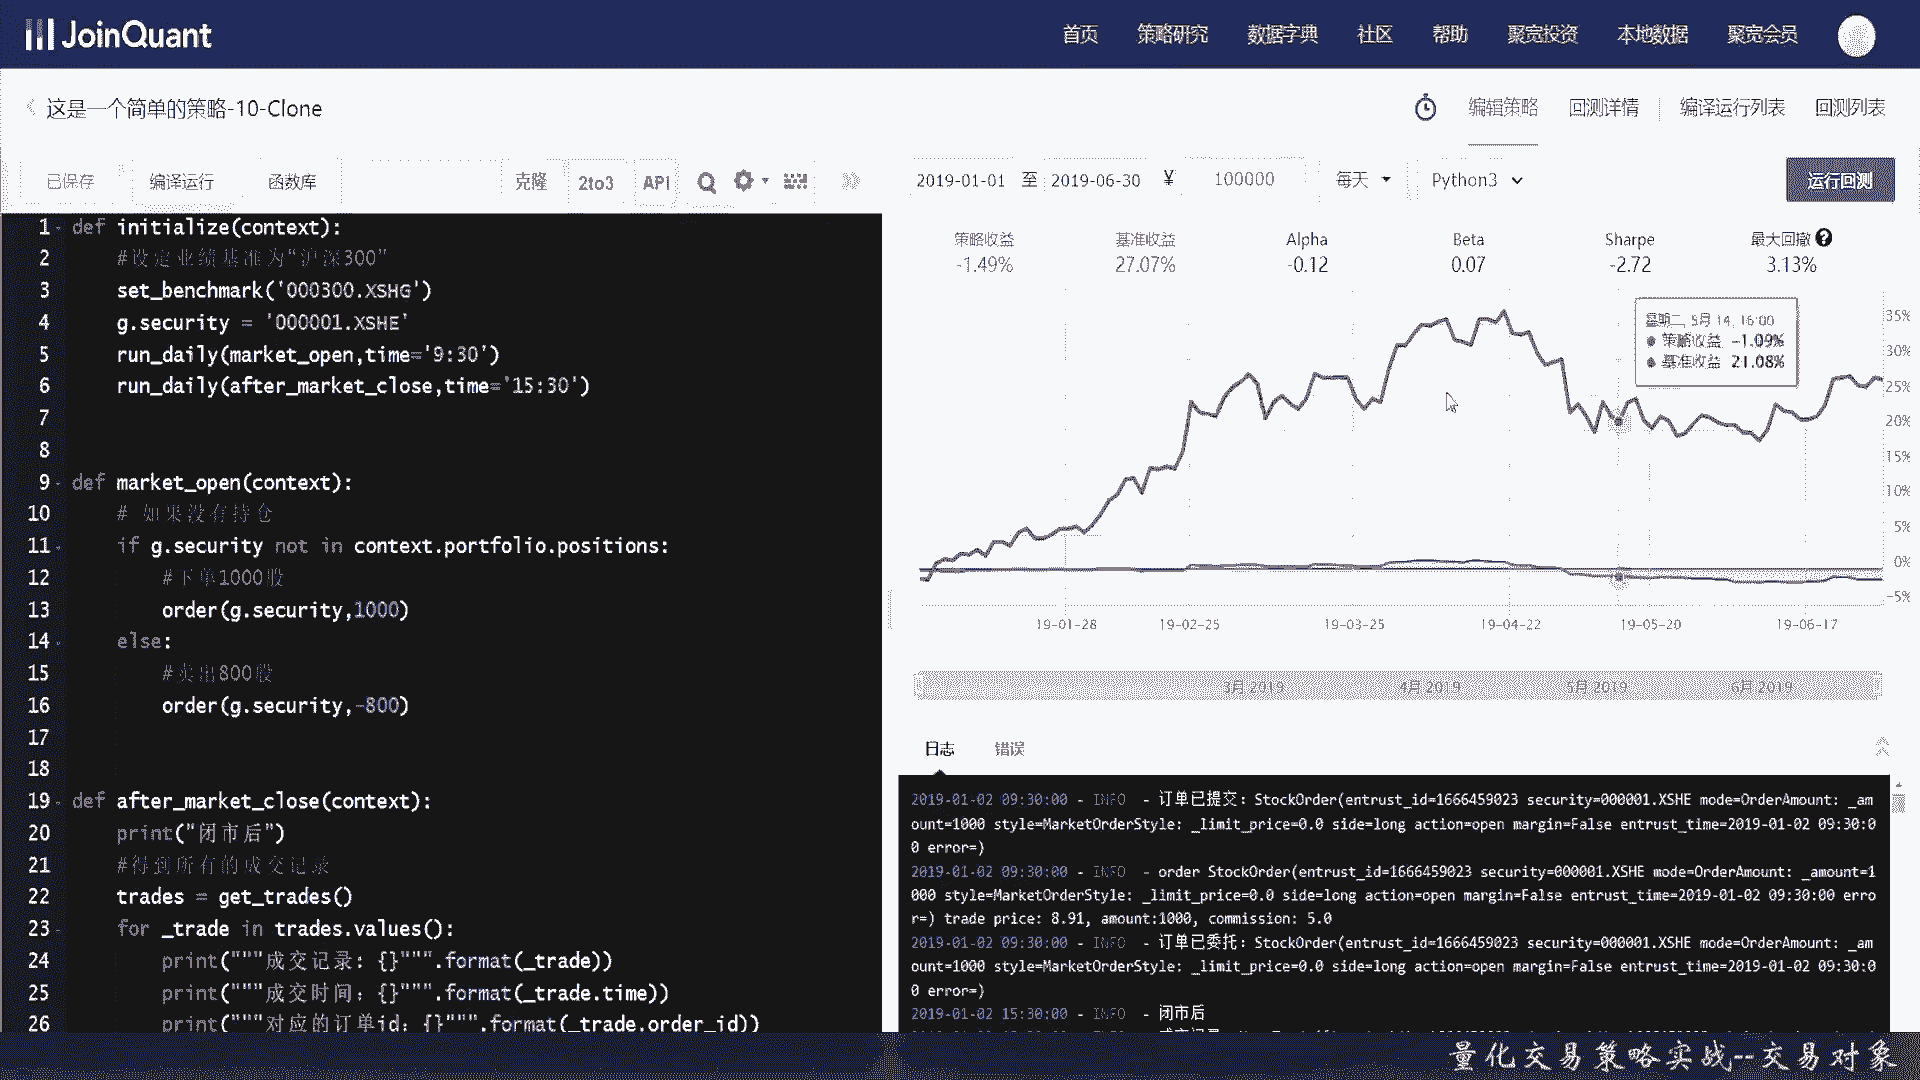 JoinQuant
首页 策略研究 数据字典 社区 帮助 聚宽投资 本地数据 聚宽会员
这是一个简单的策略-10-Clone
编辑策略 回测详情 编译运行列表 回测列表
已保存 编译运行 函数库 克隆 2to3 API
2019-01-01 至 2019-06-30 ¥ 100000 每天 Python3 运行回测
1 def initialize(context):
2 #设定业绩基准为“沪深300”
3 set_benchmark('000300.XSHG')
4 g.security = '000001.XSHE'
5 run_daily(market_open,time='9:30')
6 run_daily(after_market_close,time='15:30')
7
8
9 def market_open(context):
10 # 如果没有持仓
11 if g.security not in context.portfolio.positions:
12 #下单1000股
13 order(g.security,1000)
14 else:
15 #卖出800股
16 order(g.security,-800)
17
18
19 def after_market_close(context):
20 print("闭市后")
21 #得到所有的成交记录
22 trades = get_trades()
23 for _trade in trades.values():
24 print("""成交记录: {}""".format(_trade))
25 print("""成交时间: {}""".format(_trade.time))
26 print("""对应的订单id: {}""".format(_trade.order_id))
策略收益 基准收益 Alpha Beta Sharpe 最大回撤
-1.49% 27.07% -0.12 0.07 -2.72 3.13%
星期二, 5月 14, 16:00
策略收益 -1.09%
基准收益 21.08%
35%
30%
25%
20%
15%
10%
5%
0%
-5%
19-01-28 19-02-25 19-03-25 19-04-22 19-05-20 19-06-17
3月 2019 4月 2019 5月 2019 6月 2019
日志 错误
2019-01-02 09:30:00 - INFO - 订单已提交: StockOrder(entrust_id=1666459023 security=000001.XSHE mode=OrderAmount: _am
ount=1000 style=MarketOrderStyle: _limit_price=0.0 side=long action=open margin=False entrust_time=2019-01-02 09:30:0
0 error=)
2019-01-02 09:30:00 - INFO - order StockOrder(entrust_id=1666459023 security=000001.XSHE mode=OrderAmount: _amount=1
000 style=MarketOrderStyle: _limit_price=0.0 side=long action=open margin=False entrust_time=2019-01-02 09:30:00 erro
r=) trade price: 8.91, amount:1000, commission: 5.0
2019-01-02 09:30:00 - INFO - 订单已委托: StockOrder(entrust_id=1666459023 security=000001.XSHE mode=OrderAmount: _am
ount=1000 style=MarketOrderStyle: _limit_price=0.0 side=long action=open margin=False entrust_time=2019-01-02 09:30:0
0 error=)
2019-01-02 15:30:00 - INFO - 闭市后
量化交易策略实战--交易对象